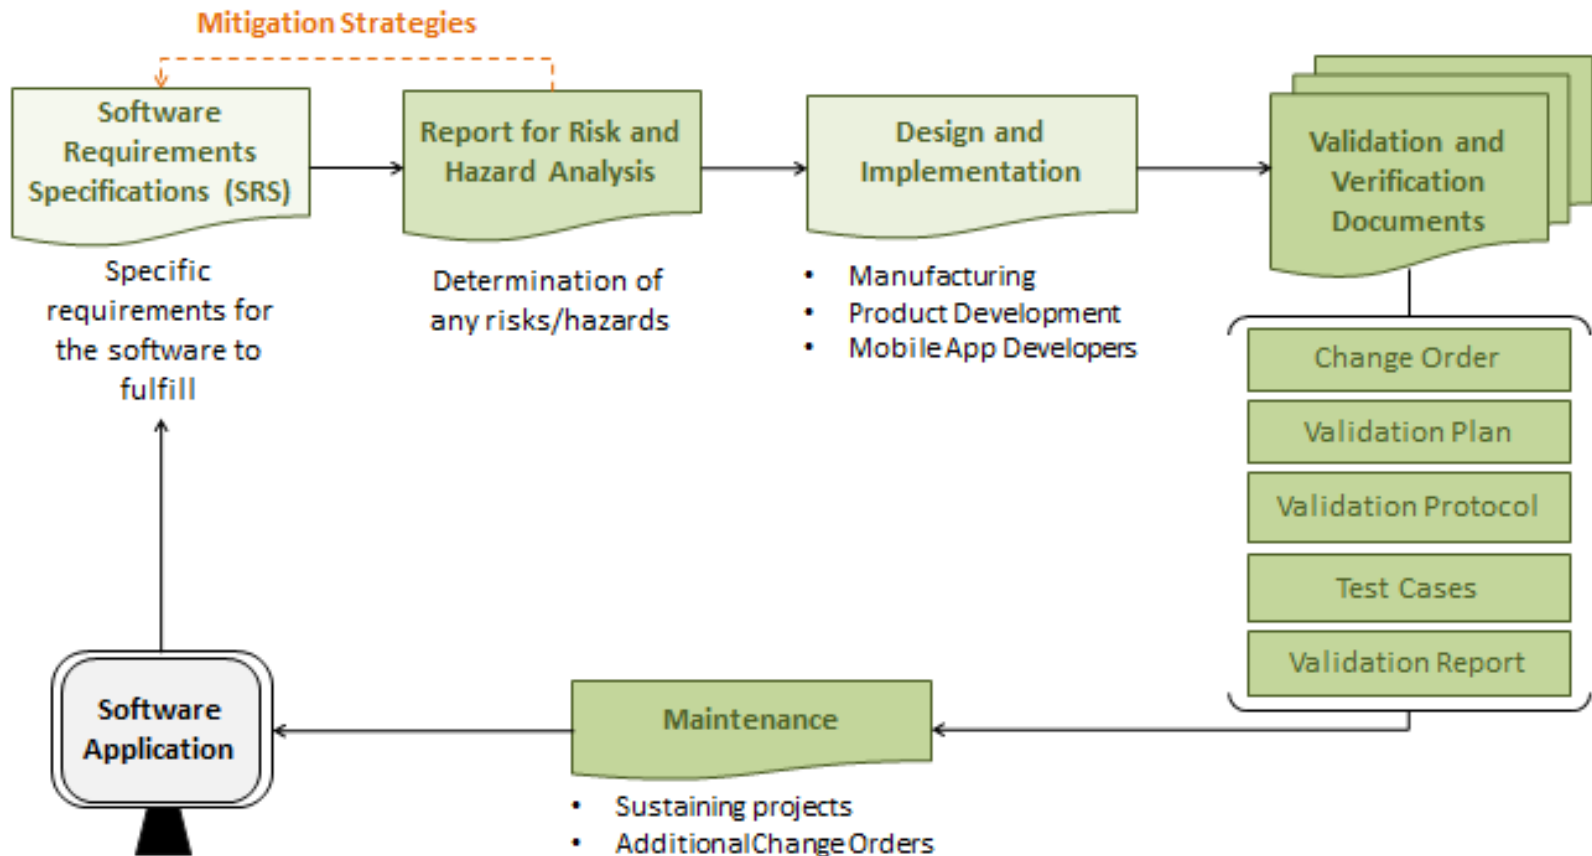 Mitigation Strategies
Software
Requirements
Specifications (SRS)
Report for Risk and
Hazard Analysis
Design and
Implementation
Validation and
Verification
Documents
Specific
requirements for
the software to
fulfill
Determination of
any risks/hazards
• Manufacturing
• Product Development
• Mobile App Developers
Change Order
Validation Plan
Validation Protocol
Test Cases
Validation Report
Software
Application
Maintenance
• Sustaining projects
• Additional Change Orders